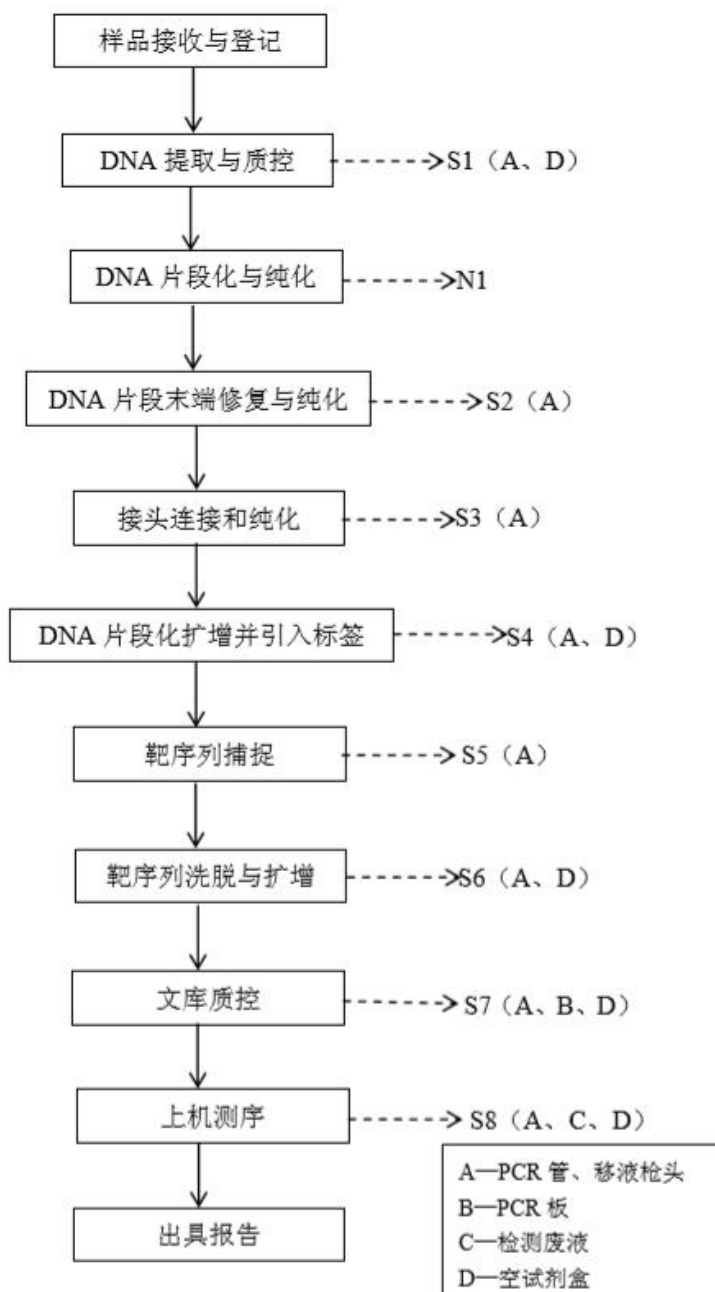 样品接收与登记
DNA 提取与质控
S1（A、D）
DNA 片段化与纯化
N1
DNA 片段末端修复与纯化
S2（A）
接头连接和纯化
S3（A）
DNA 片段化扩增并引入标签
S4（A、D）
靶序列捕捉
S5（A）
靶序列洗脱与扩增
S6（A、D）
文库质控
S7（A、B、D）
上机测序
S8（A、C、D）
出具报告
A—PCR 管、移液枪头
B—PCR 板
C—检测废液
D—空试剂盒